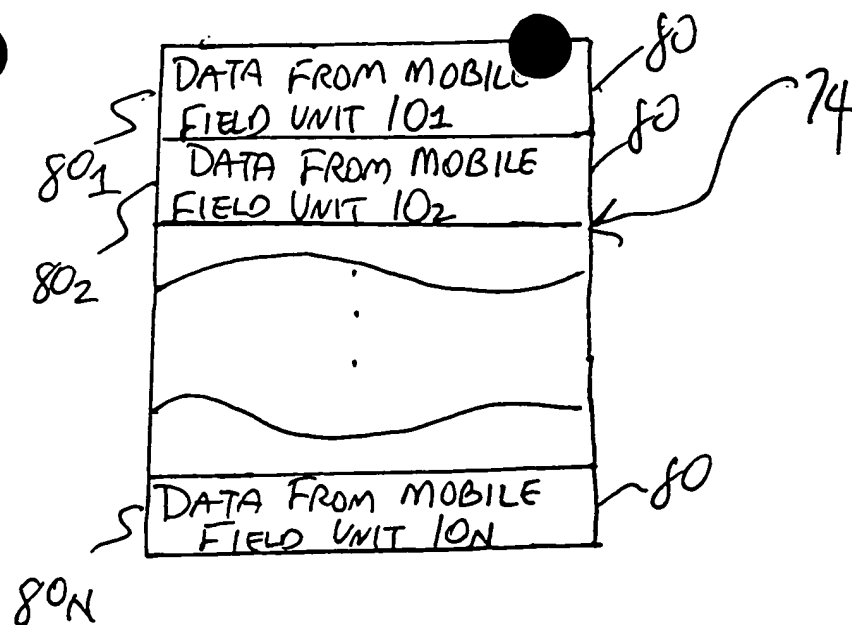 80
DATA FROM MOBILE
FIELD UNIT 10₁
80₁
80
74
DATA FROM MOBILE
FIELD UNIT 10₂
80₂
DATA FROM MOBILE
FIELD UNIT 10N
80
80N